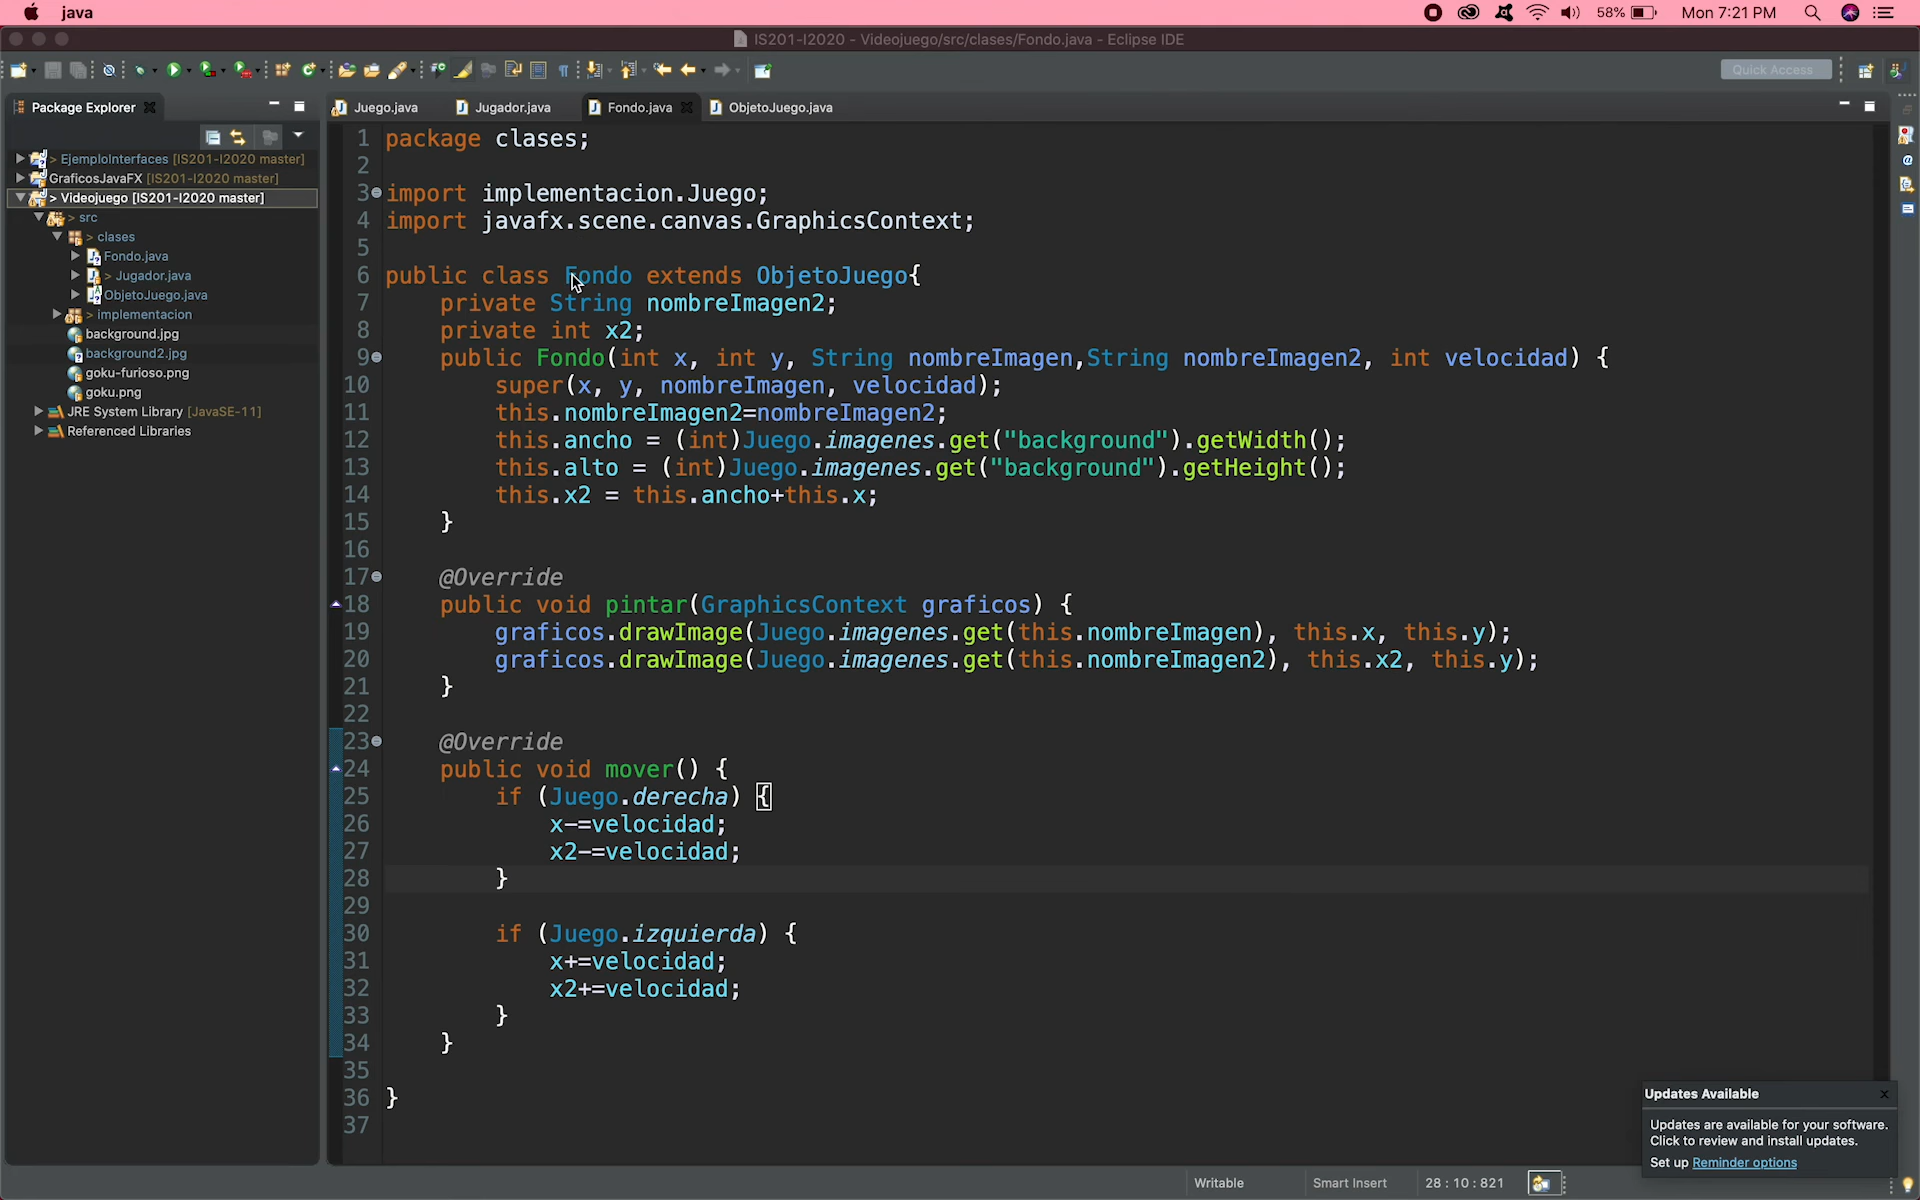 java
58%
Mon 7:21 PM
IS201-I2020 - Videojuego/src/clases/Fondo.java - Eclipse IDE
Quick Access
Package Explorer
Juego.java
Jugador.java
Fondo.java
ObjetoJuego.java
> EjemploInterfaces [IS201-I2020 master]
GraficosJavaFX [IS201-I2020 master]
> Videojuego [IS201-I2020 master]
> src
> clases
Fondo.java
> Jugador.java
ObjetoJuego.java
> implementacion
background.jpg
background2.jpg
goku-furioso.png
goku.png
JRE System Library [JavaSE-11]
Referenced Libraries
1 package clases;
2
3 import implementacion.Juego;
4 import javafx.scene.canvas.GraphicsContext;
5
6 public class Fondo extends ObjetoJuego{
7 private String nombreImagen2;
8 private int x2;
9 public Fondo(int x, int y, String nombreImagen,String nombreImagen2, int velocidad) {
10 super(x, y, nombreImagen, velocidad);
11 this.nombreImagen2=nombreImagen2;
12 this.ancho = (int)Juego.imagenes.get("background").getWidth();
13 this.alto = (int)Juego.imagenes.get("background").getHeight();
14 this.x2 = this.ancho+this.x;
15 }
16
17 @Override
18 public void pintar(GraphicsContext graficos) {
19 graficos.drawImage(Juego.imagenes.get(this.nombreImagen), this.x, this.y);
20 graficos.drawImage(Juego.imagenes.get(this.nombreImagen2), this.x2, this.y);
21 }
22
23 @Override
24 public void mover() {
25 if (Juego.derecha) {
26 x-=velocidad;
27 x2-=velocidad;
28 }
29
30 if (Juego.izquierda) {
31 x+=velocidad;
32 x2+=velocidad;
33 }
34 }
35
36 }
37
Updates Available
Updates are available for your software.
Click to review and install updates.
Set up Reminder options
Writable
Smart Insert
28 : 10 : 821